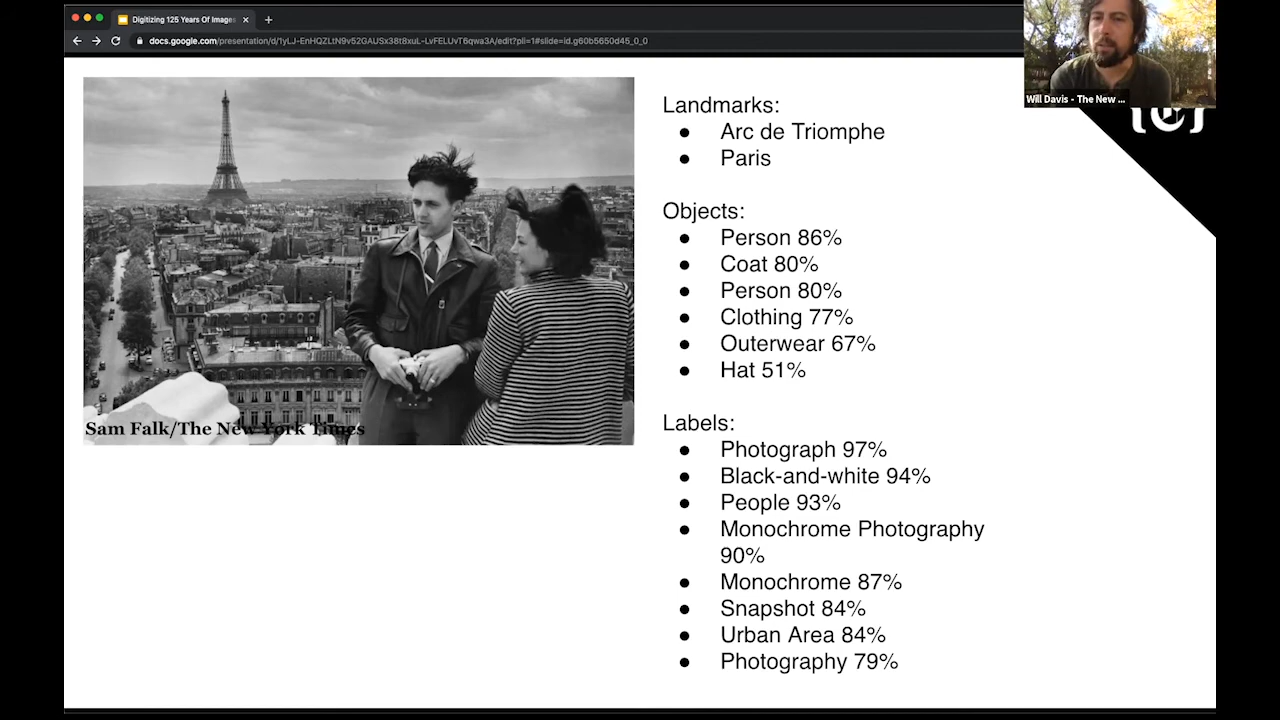 Digitizing 125 Years Of Images
docs.google.com/presentation/d/1yLJ-EnHQZLtN9v52GAUSx38t8xuL-LvFELUvT6qwa3A/edit?pli=1#slide=id.g60b5650d45_0_0
Will Davis - The New ...
Sam Falk/The New York Times
Landmarks:
● Arc de Triomphe
● Paris
Objects:
● Person 86%
● Coat 80%
● Person 80%
● Clothing 77%
● Outerwear 67%
● Hat 51%
Labels:
● Photograph 97%
● Black-and-white 94%
● People 93%
● Monochrome Photography
90%
● Monochrome 87%
● Snapshot 84%
● Urban Area 84%
● Photography 79%